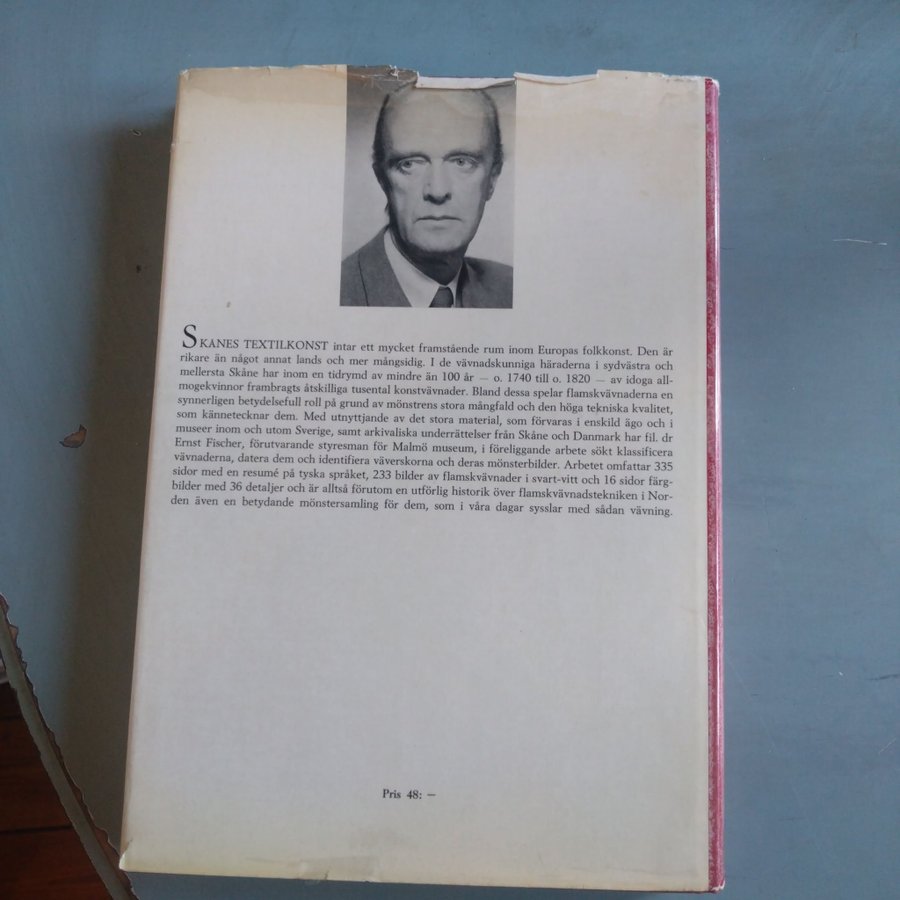 SKANES TEXTILKONST intar ett mycket framstående rum inom Europas folkkonst. Den är
rikare än något annat lands och mer mångsidig. I de vävnadskunniga häraderna i sydvästra och
mellersta Skåne har inom en tidrymd av mindre än 100 år — o. 1740 till o. 1820 — av idoga all-
mogekvinnor frambragts åtskilliga tusental konstvävnader. Bland dessa spelar flamskvävnaderna en
synnerligen betydelsefull roll på grund av mönstrens stora mångfald och den höga tekniska kvalitet,
som kännetecknar dem. Med utnyttjande av det stora material, som förvaras i enskild ägo och i
museer inom och utom Sverige, samt arkivaliska underrättelser från Skåne och Danmark har fil. dr
Ernst Fischer, förutvarande styresman för Malmö museum, i föreliggande arbete sökt klassificera
vävnaderna, datera dem och identifiera väverskorna och deras mönsterbilder. Arbetet omfattar 335
sidor med en resumé på tyska språket, 233 bilder av flamskvävnader i svart-vitt och 16 sidor färg-
bilder med 36 detaljer och är alltså förutom en utförlig historik över flamskvävnadstekniken i Nor-
den även en betydande mönstersamling för dem, som i våra dagar sysslar med sådan vävning.
Pris 48: —